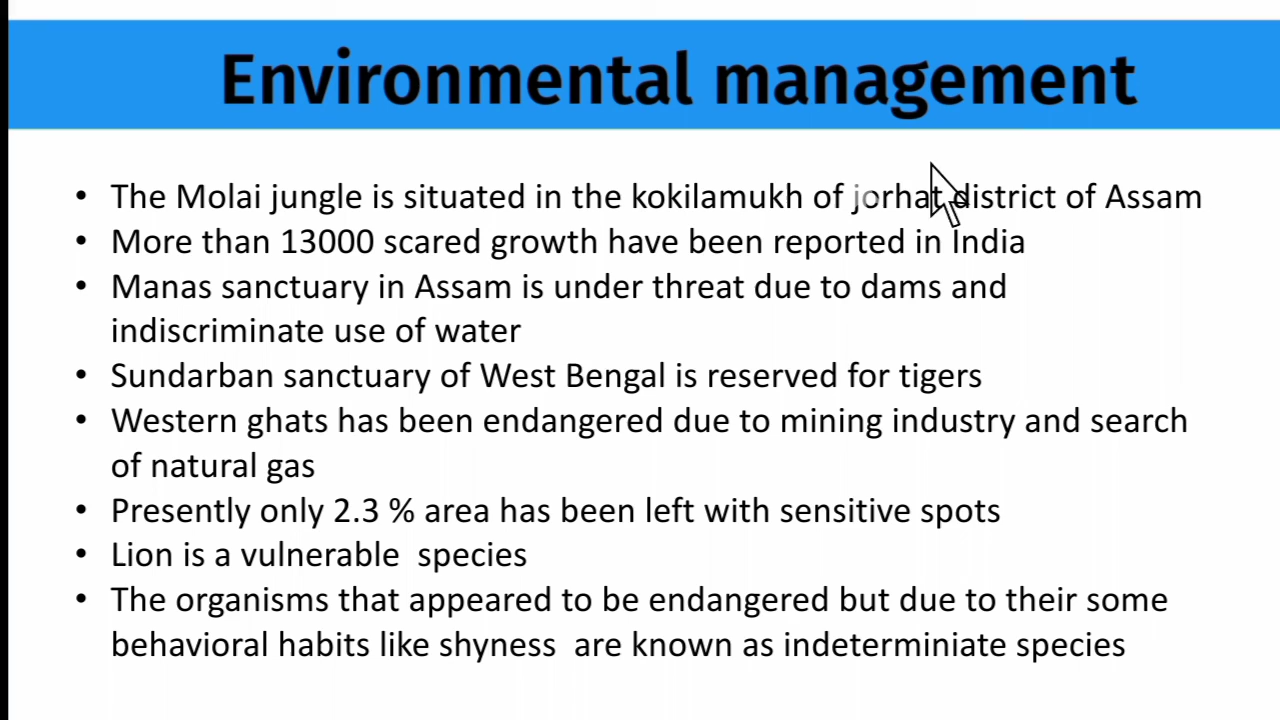 Environmental management
• The Molai jungle is situated in the kokilamukh of jorhat district of Assam
• More than 13000 scared growth have been reported in India
• Manas sanctuary in Assam is under threat due to dams and
indiscriminate use of water
• Sundarban sanctuary of West Bengal is reserved for tigers
• Western ghats has been endangered due to mining industry and search
of natural gas
• Presently only 2.3 % area has been left with sensitive spots
• Lion is a vulnerable  species
• The organisms that appeared to be endangered but due to their some
behavioral habits like shyness  are known as indeterminiate species